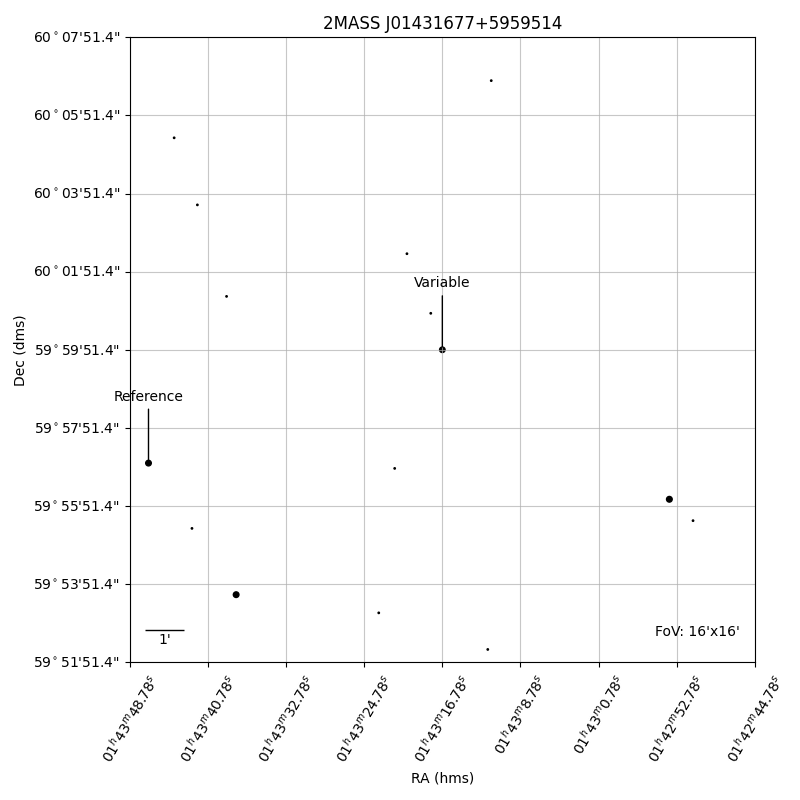 2MASS J01431677+5959514
60°07'51.4"
60°05'51.4"
60°03'51.4"
60°01'51.4"
59°59'51.4"
59°57'51.4"
59°55'51.4"
59°53'51.4"
59°51'51.4"
Dec (dms)
Variable
Reference
1'
FoV: 16'x16'
01ʰ43ᵐ48.78ˢ
01ʰ43ᵐ40.78ˢ
01ʰ43ᵐ32.78ˢ
01ʰ43ᵐ24.78ˢ
01ʰ43ᵐ16.78ˢ
01ʰ43ᵐ8.78ˢ
01ʰ43ᵐ0.78ˢ
01ʰ42ᵐ52.78ˢ
01ʰ42ᵐ44.78ˢ
RA (hms)